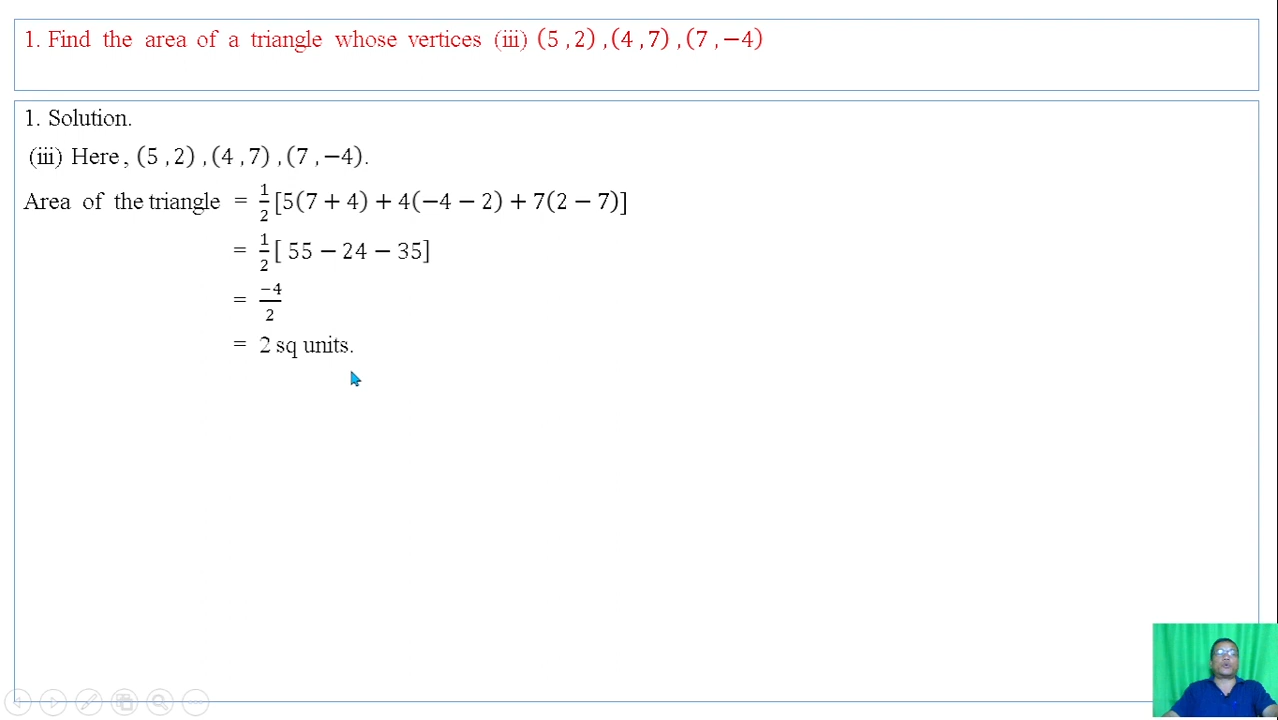 1. Find the area of a triangle whose vertices (iii) (5 , 2) , (4 , 7) , (7 , −4)
1. Solution.
(iii) Here , (5 , 2) , (4 , 7) , (7 , −4).
Area of the triangle = 1/2 [5(7 + 4) + 4(−4 − 2) + 7(2 − 7)]
= 1/2 [ 55 − 24 − 35]
= −4/2
= 2 sq units.